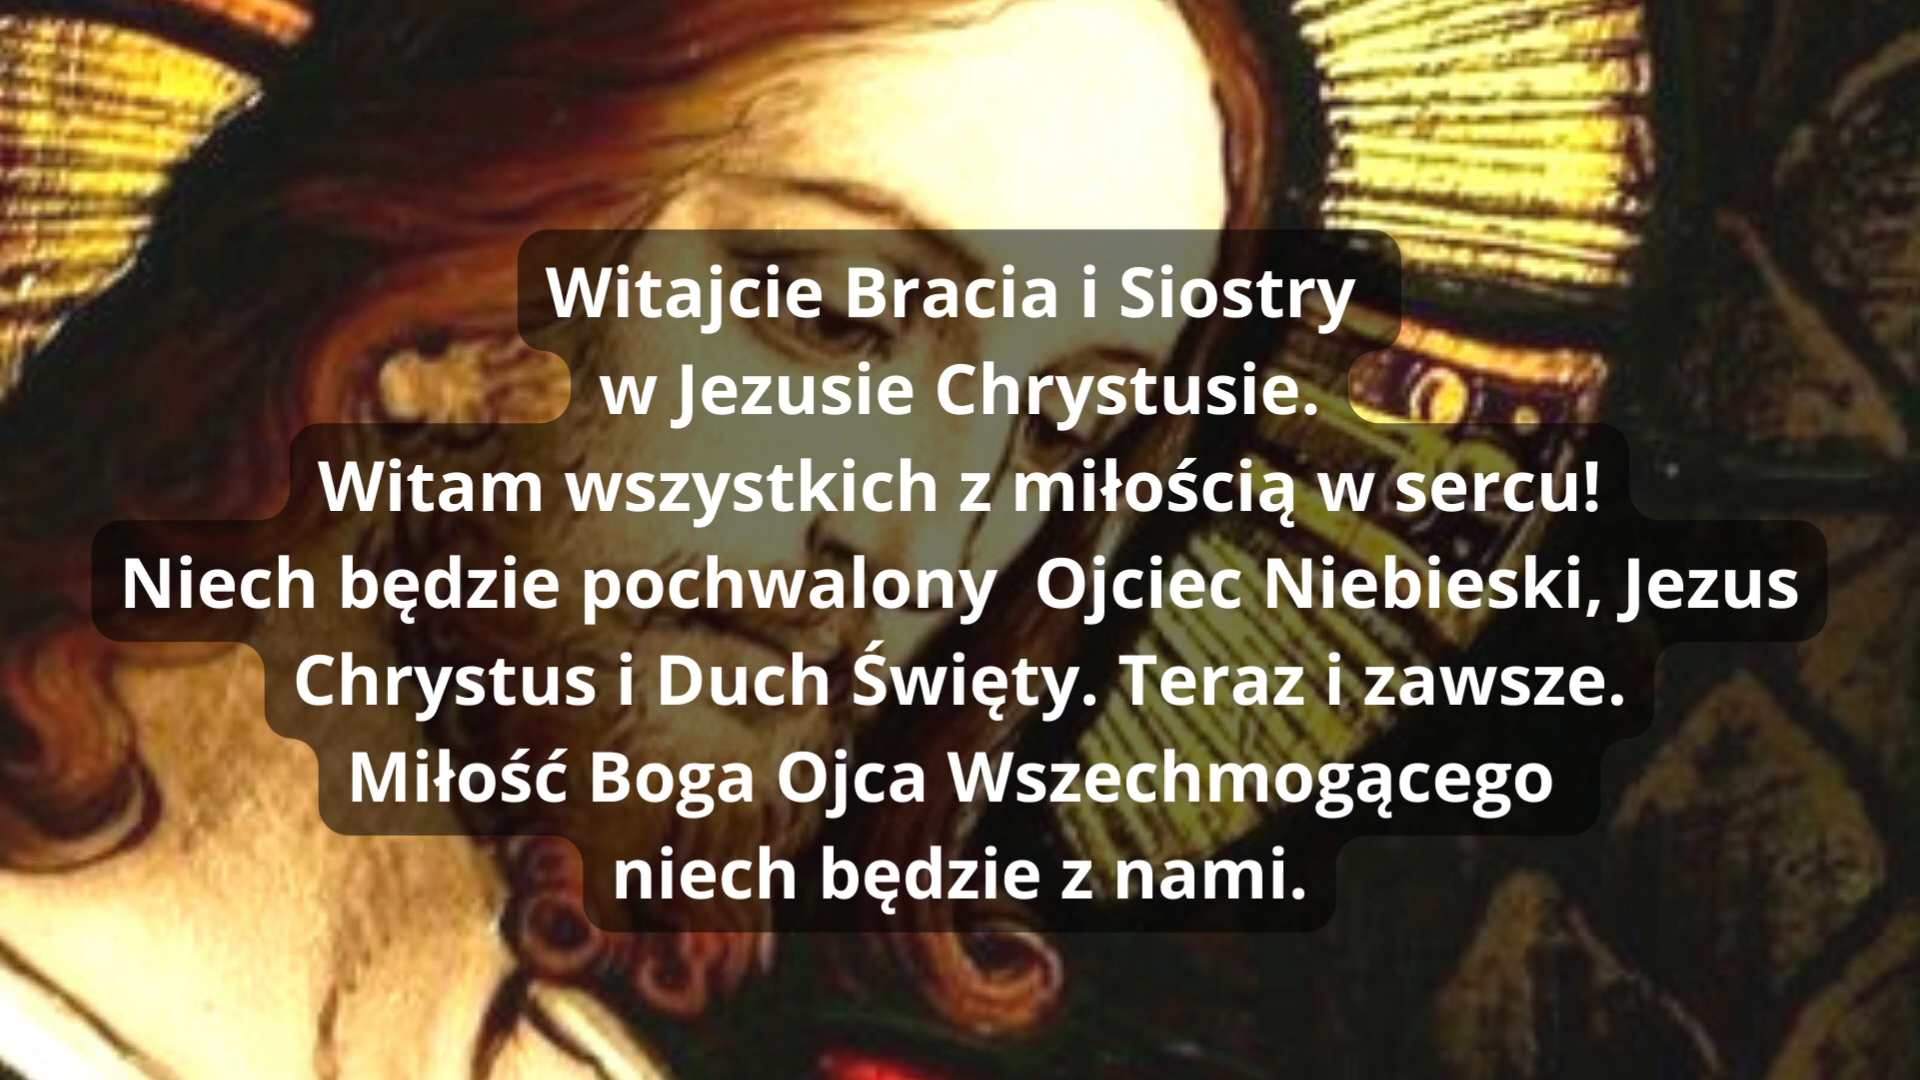 Witajcie Bracia i Siostry
w Jezusie Chrystusie.
Witam wszystkich z miłością w sercu!
Niech będzie pochwalony  Ojciec Niebieski, Jezus
Chrystus i Duch Święty. Teraz i zawsze.
Miłość Boga Ojca Wszechmogącego
niech będzie z nami.